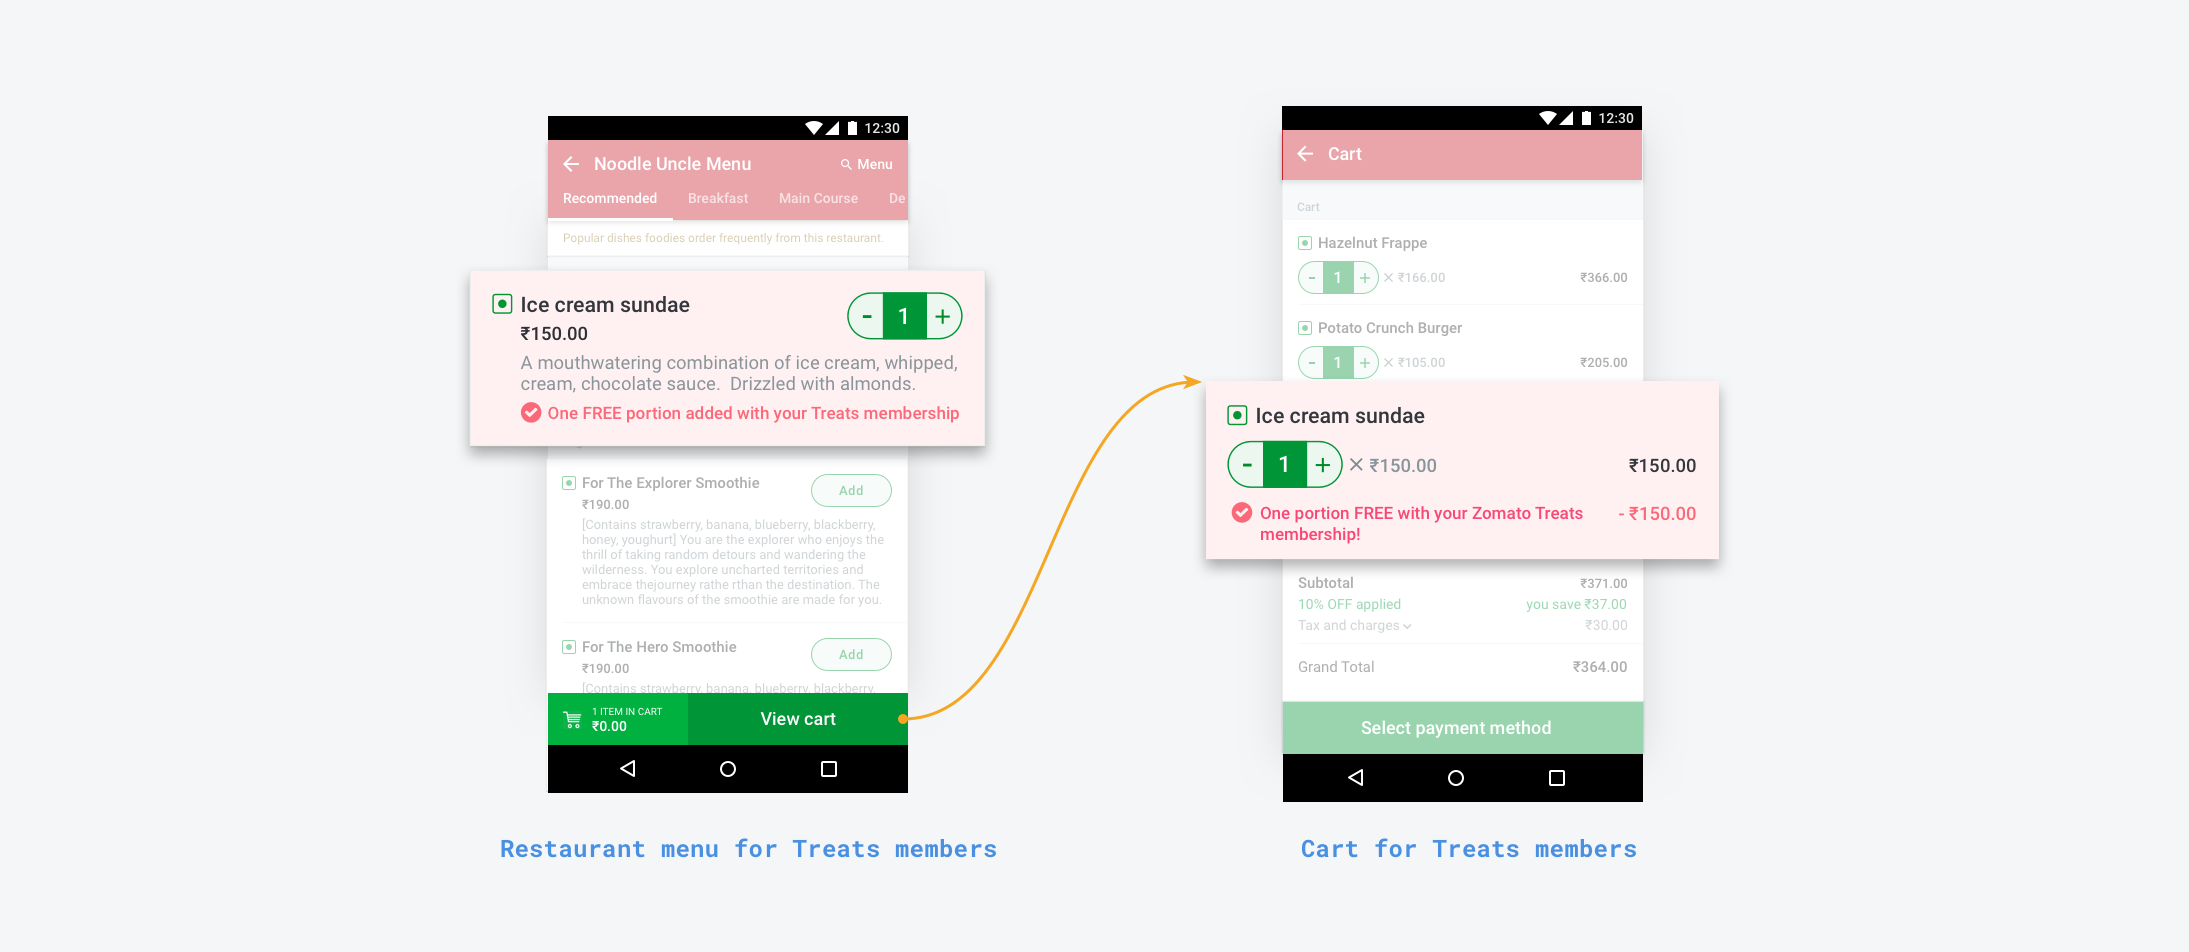 12:30
Noodle Uncle Menu
Menu
Recommended Breakfast Main Course De
Popular dishes foodies order frequently from this restaurant.
Ice cream sundae
- 1 +
₹150.00
A mouthwatering combination of ice cream, whipped,
cream, chocolate sauce. Drizzled with almonds.
One FREE portion added with your Treats membership
For The Explorer Smoothie
Add
₹190.00
[Contains strawberry, banana, blueberry, blackberry,
honey, youghurt] You are the explorer who enjoys the
thrill of taking random detours and wandering the
wilderness. You explore uncharted territories and
embrace thejourney rathe rthan the destination. The
unknown flavours of the smoothie are made for you.
For The Hero Smoothie
Add
₹190.00
[Contains strawberry, banana, blueberry, blackberry,
1 ITEM IN CART
₹0.00
View cart
Restaurant menu for Treats members
12:30
Cart
Cart
Hazelnut Frappe
- 1 + × ₹166.00 ₹366.00
Potato Crunch Burger
- 1 + × ₹105.00 ₹205.00
Ice cream sundae
- 1 + × ₹150.00 ₹150.00
One portion FREE with your Zomato Treats - ₹150.00
membership!
Subtotal ₹371.00
10% OFF applied you save ₹37.00
Tax and charges ₹30.00
Grand Total ₹364.00
Select payment method
Cart for Treats members